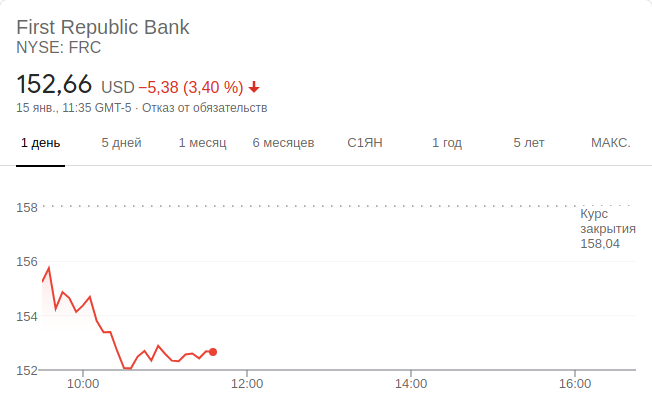 First Republic Bank
NYSE: FRC
152,66 USD −5,38 (3,40 %)
15 янв., 11:35 GMT-5 · Отказ от обязательств
1 день 5 дней 1 месяц 6 месяцев С1ЯН 1 год 5 лет МАКС.
158
Курс
закрытия
158,04
156
154
152
10:00 12:00 14:00 16:00